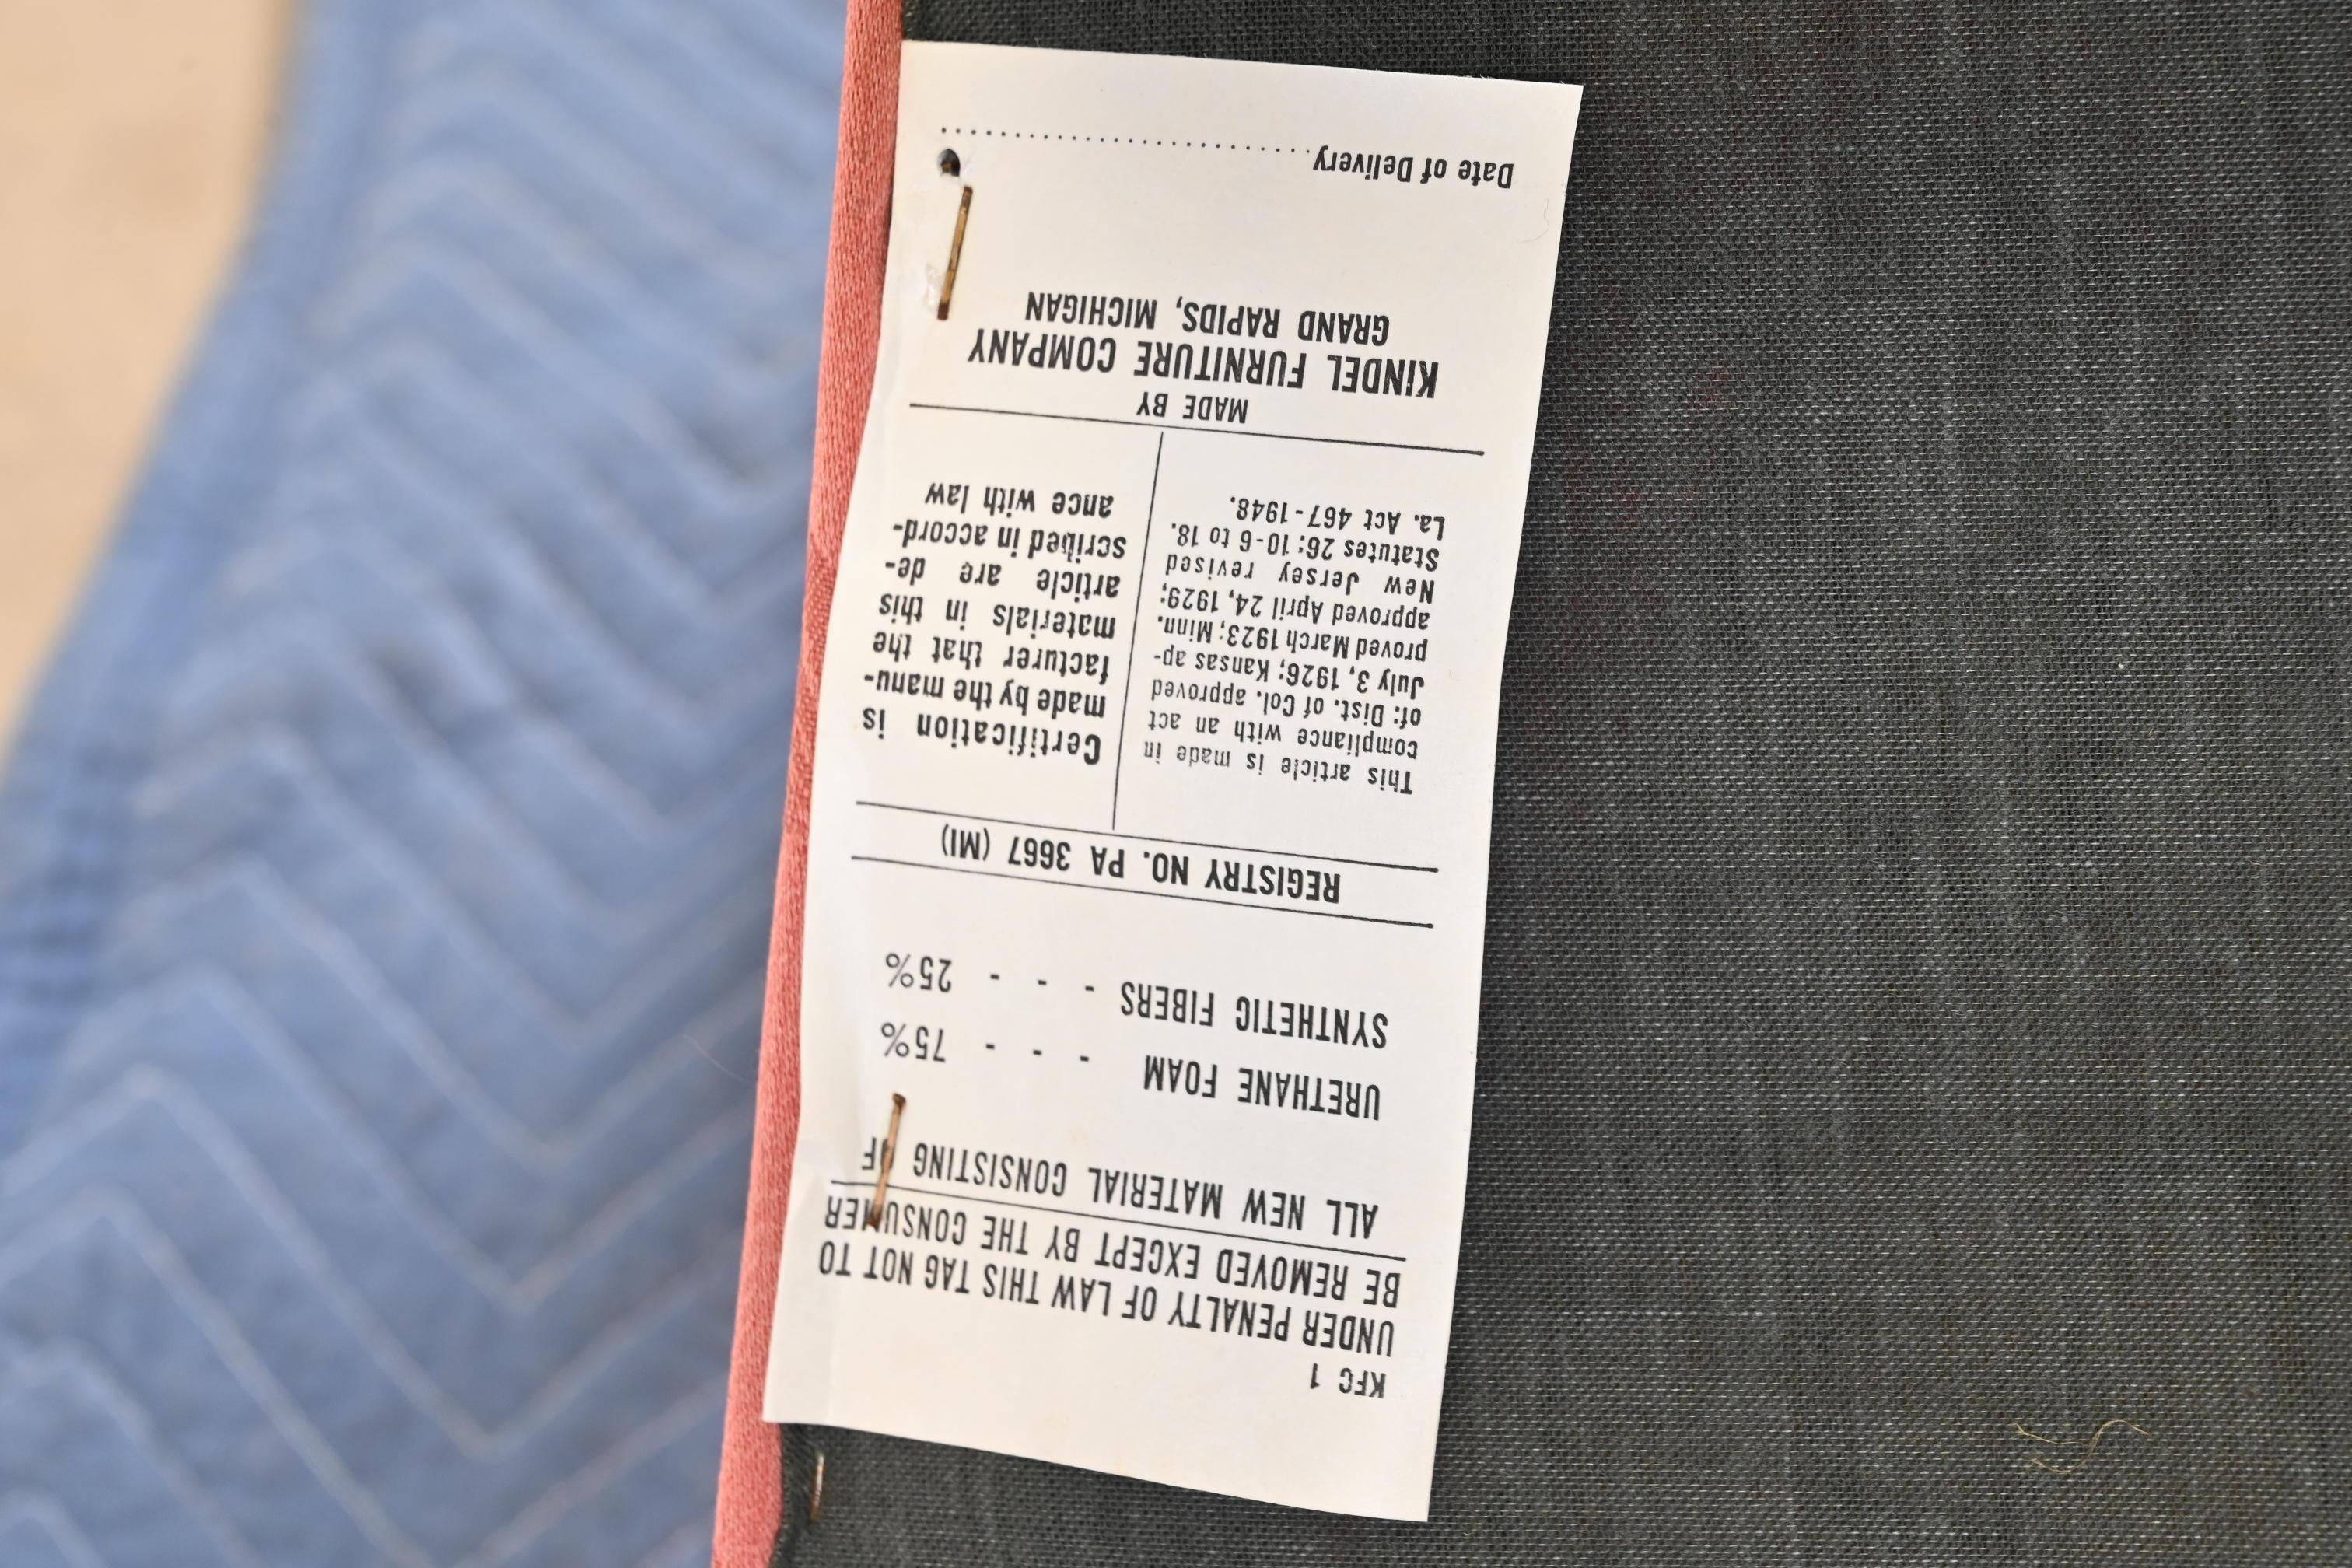 KFC 1
UNDER PENALTY OF LAW THIS TAG NOT TO
BE REMOVED EXCEPT BY THE CONSUMER
ALL NEW MATERIAL CONSISTING OF
URETHANE FOAM - - - 75%
SYNTHETIC FIBERS - - - 25%
REGISTRY NO. PA 3667 (MI)
This article is made in
compliance with an act
of: Dist. of Col. approved
July 3, 1926; Kansas ap-
proved March 1923; Minn.
approved April 24, 1929;
New Jersey revised
Statutes 26:10-6 to 18.
La. Act 467-1948.
Certification is
made by the manu-
facturer that the
materials in this
article are de-
scribed in accord-
ance with law
MADE BY
KINDEL FURNITURE COMPANY
GRAND RAPIDS, MICHIGAN
Date of Delivery..............................